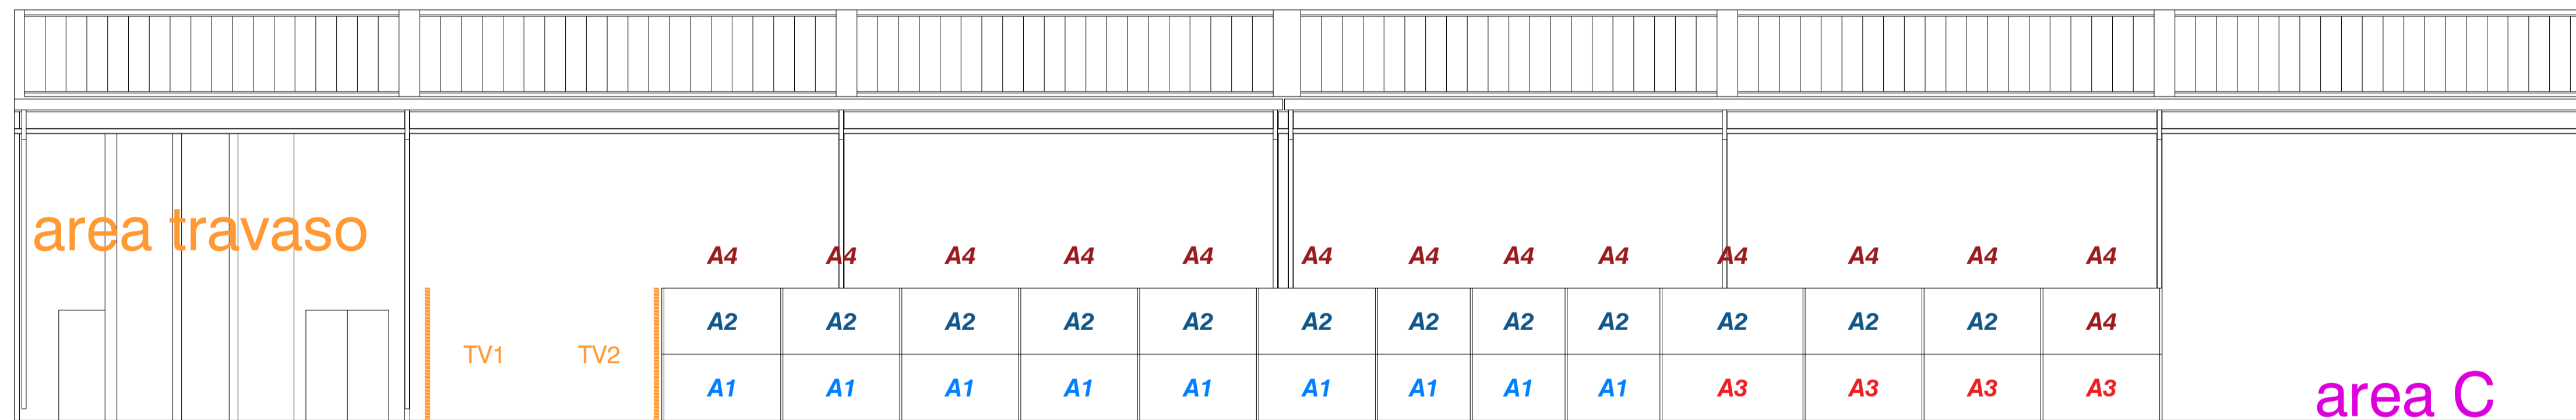 area travaso
A4 A4 A4 A4 A4 A4 A4 A4 A4 A4 A4 A4 A4
A2 A2 A2 A2 A2 A2 A2 A2 A2 A2 A2 A2 A4
TV1 TV2
A1 A1 A1 A1 A1 A1 A1 A1 A1 A3 A3 A3 A3
area C